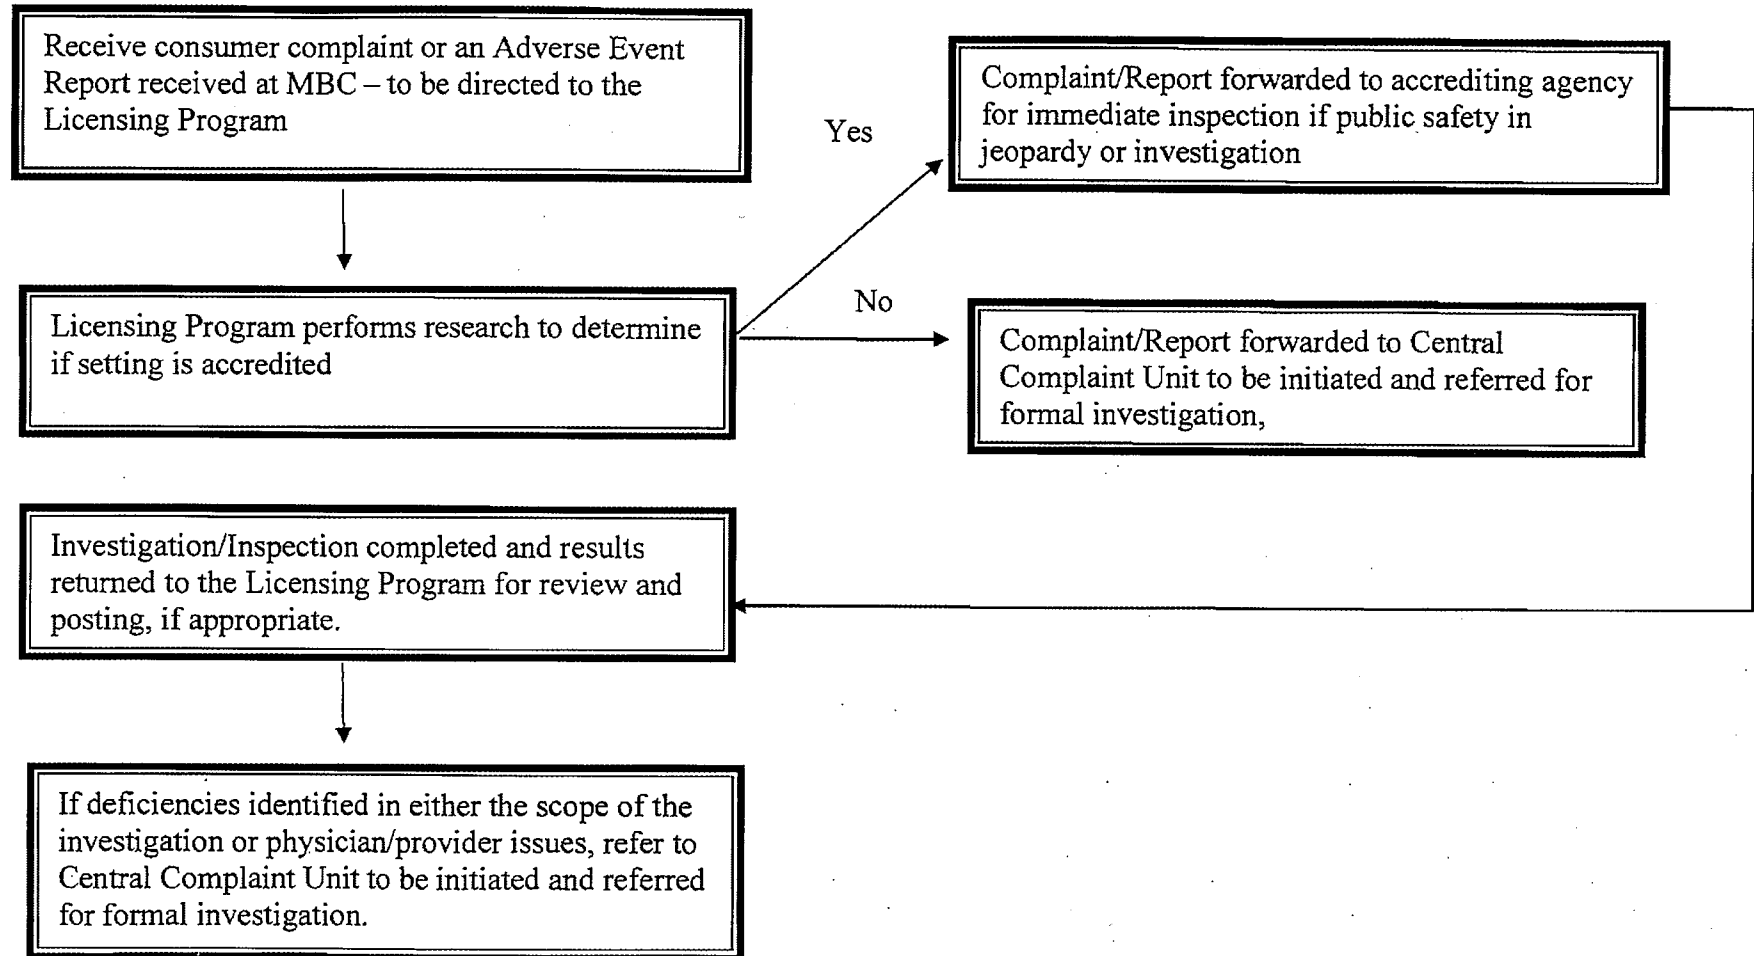 Receive consumer complaint or an Adverse Event
Report received at MBC – to be directed to the
Licensing Program
Complaint/Report forwarded to accrediting agency
for immediate inspection if public safety in
jeopardy or investigation
Yes
Licensing Program performs research to determine
if setting is accredited
No
Complaint/Report forwarded to Central
Complaint Unit to be initiated and referred for
formal investigation,
Investigation/Inspection completed and results
returned to the Licensing Program for review and
posting, if appropriate.
If deficiencies identified in either the scope of the
investigation or physician/provider issues, refer to
Central Complaint Unit to be initiated and referred
for formal investigation.